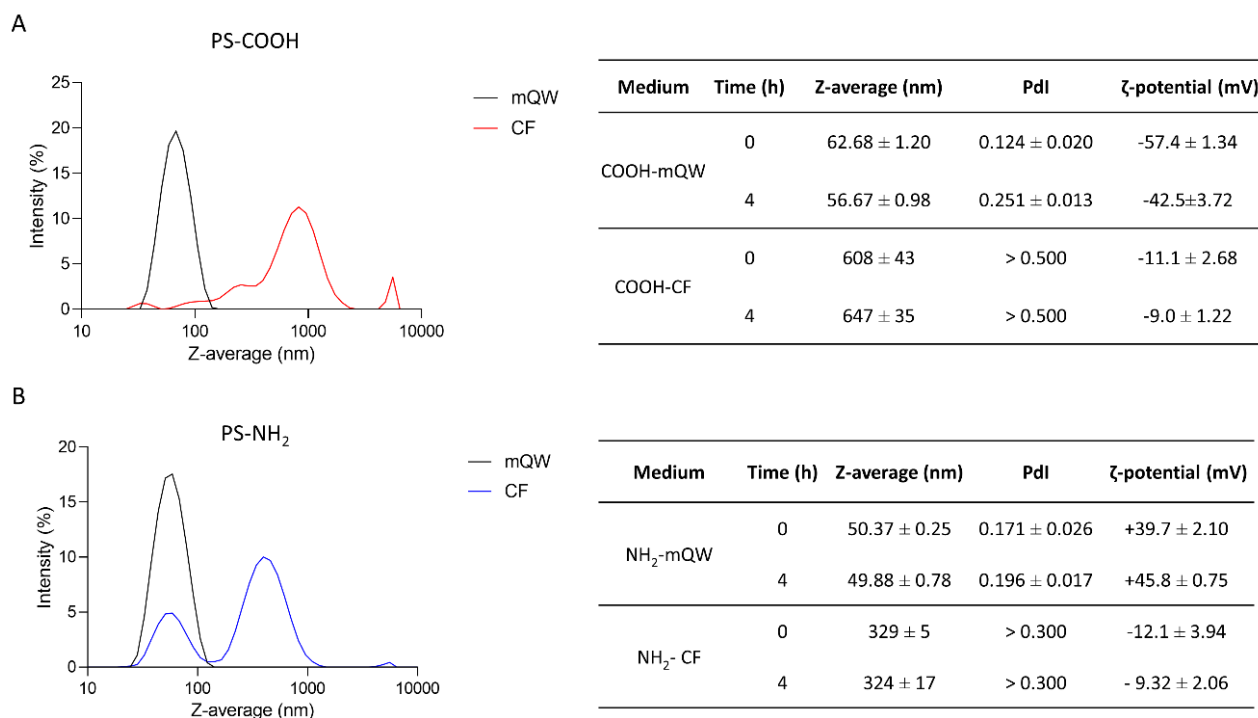 A
PS-COOH
25
20
15
10
5
0
Intensity (%)
10 100 1000 10000
Z-average (nm)
mQW
CF
Medium Time (h) Z-average (nm) PdI ζ-potential (mV)
COOH-mQW
0 62.68 ± 1.20 0.124 ± 0.020 -57.4 ± 1.34
4 56.67 ± 0.98 0.251 ± 0.013 -42.5±3.72
COOH-CF
0 608 ± 43 > 0.500 -11.1 ± 2.68
4 647 ± 35 > 0.500 -9.0 ± 1.22
B
PS-NH₂
20
15
10
5
0
Intensity (%)
10 100 1000 10000
Z-average (nm)
mQW
CF
Medium Time (h) Z-average (nm) PdI ζ-potential (mV)
NH₂-mQW
0 50.37 ± 0.25 0.171 ± 0.026 +39.7 ± 2.10
4 49.88 ± 0.78 0.196 ± 0.017 +45.8 ± 0.75
NH₂- CF
0 329 ± 5 > 0.300 -12.1 ± 3.94
4 324 ± 17 > 0.300 - 9.32 ± 2.06